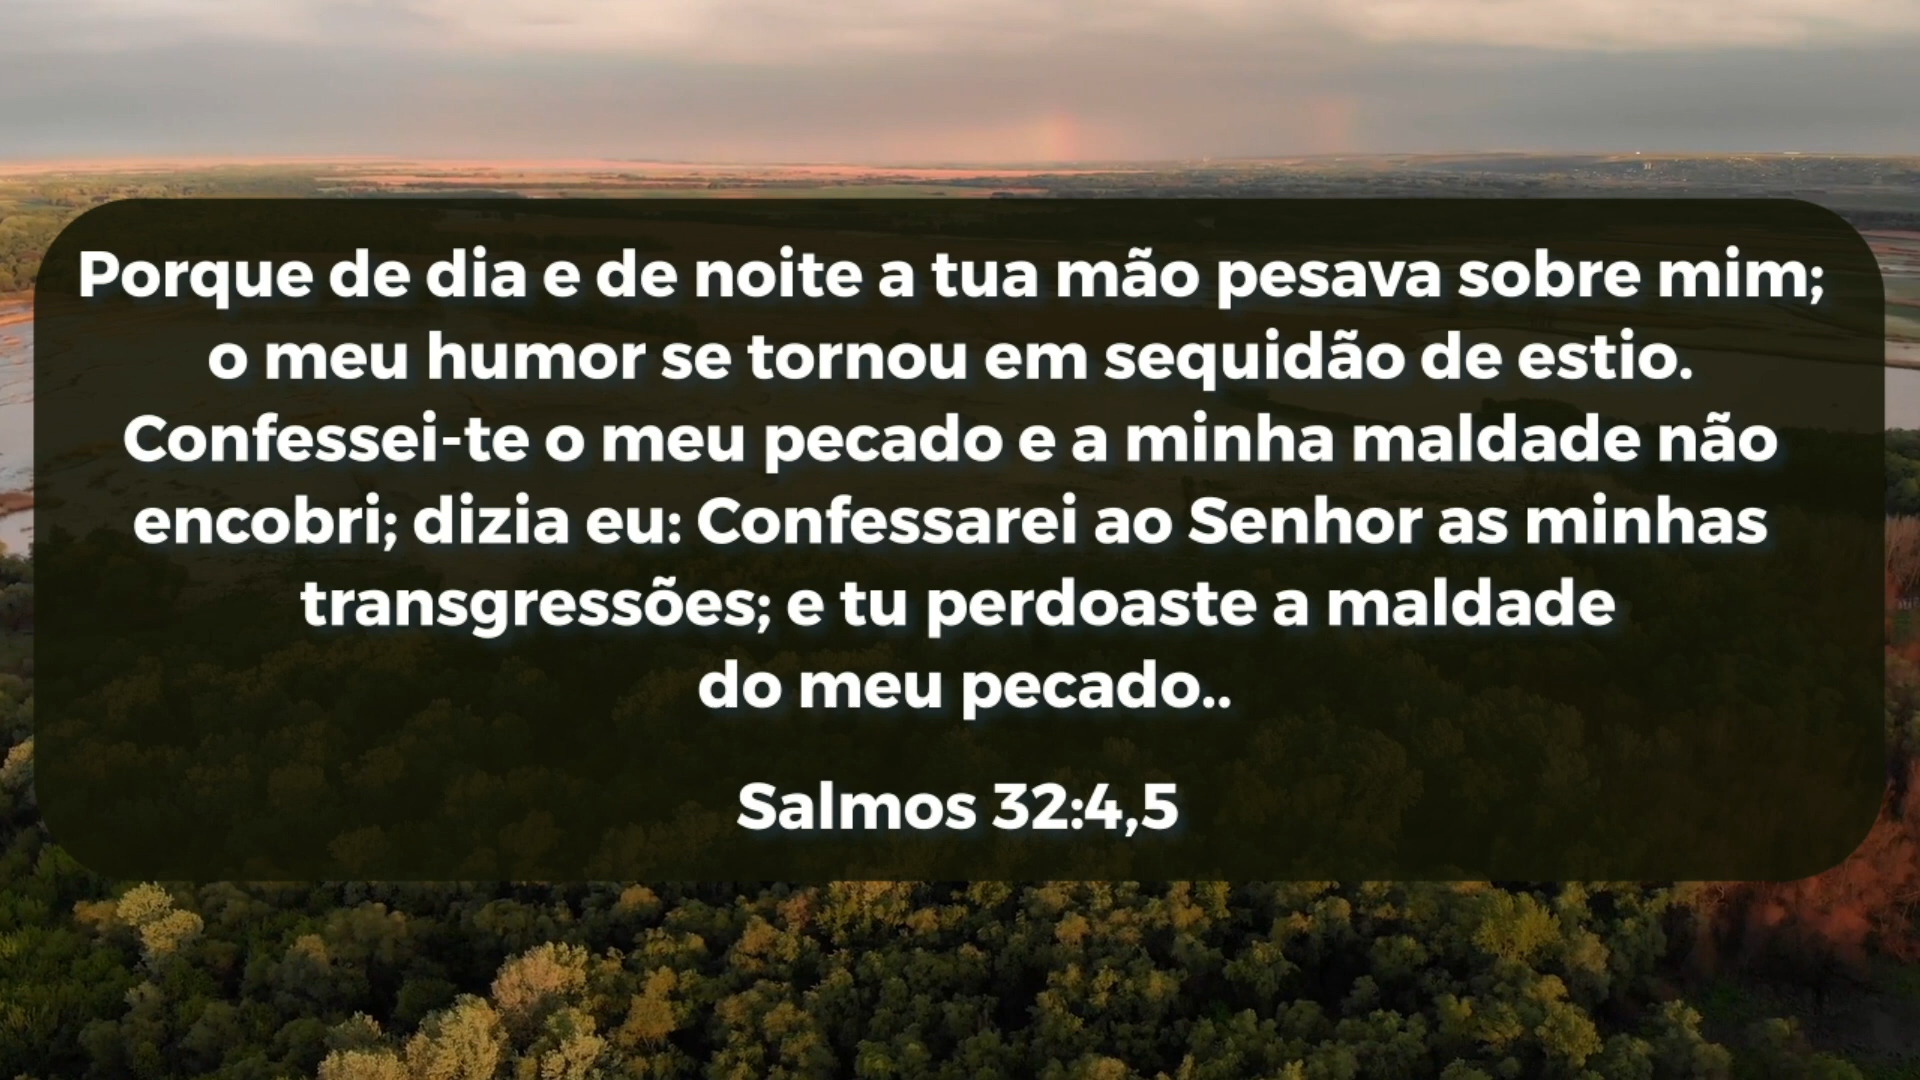 Porque de dia e de noite a tua mão pesava sobre mim;
o meu humor se tornou em sequidão de estio.
Confessei-te o meu pecado e a minha maldade não
encobri; dizia eu: Confessarei ao Senhor as minhas
transgressões; e tu perdoaste a maldade
do meu pecado..
Salmos 32:4,5